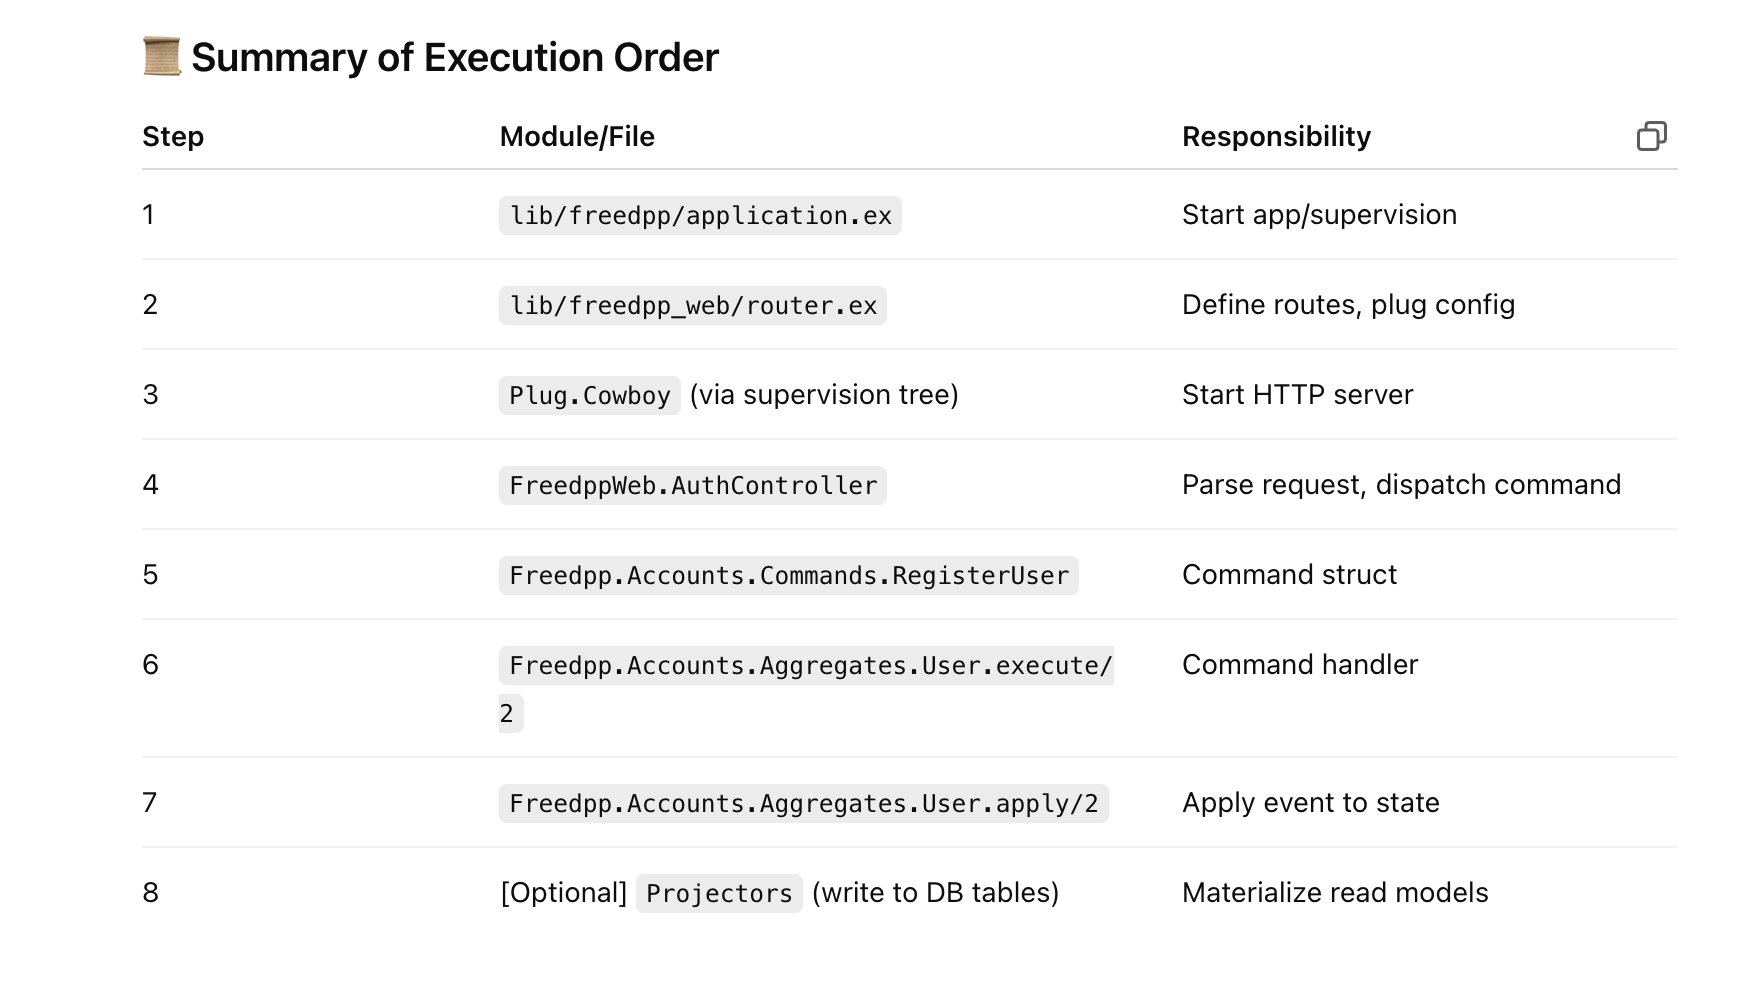 📜 Summary of Execution Order
Step Module/File Responsibility
1 lib/freedpp/application.ex Start app/supervision
2 lib/freedpp_web/router.ex Define routes, plug config
3 Plug.Cowboy (via supervision tree) Start HTTP server
4 FreedppWeb.AuthController Parse request, dispatch command
5 Freedpp.Accounts.Commands.RegisterUser Command struct
6 Freedpp.Accounts.Aggregates.User.execute/ Command handler
2
7 Freedpp.Accounts.Aggregates.User.apply/2 Apply event to state
8 [Optional] Projectors (write to DB tables) Materialize read models